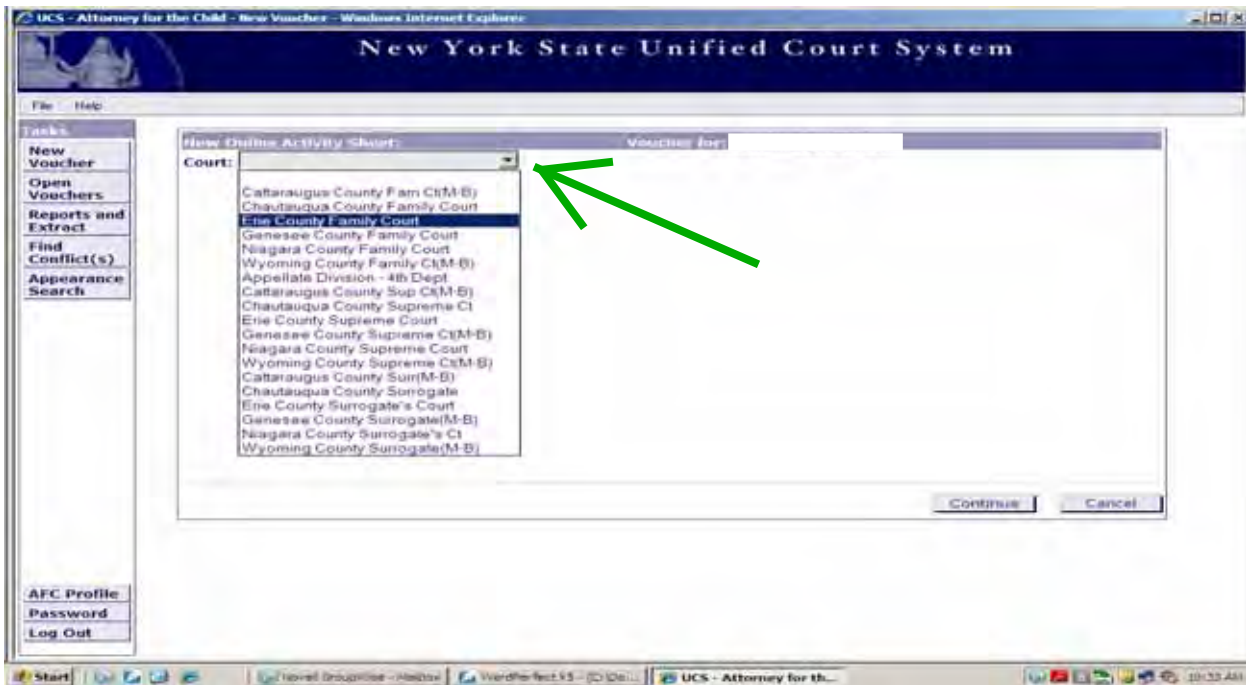 UCS - Attorney for the Child - New Voucher - Windows Internet Explorer
New York State Unified Court System
File Help
Tasks
New Voucher
Open Vouchers
Reports and Extract
Find Conflict(s)
Appearance Search
New Online Activity Sheet: Voucher for:
Court:
Cattaraugus County Fam Ct(M-B)
Chautauqua County Family Court
Erie County Family Court
Genesee County Family Court
Niagara County Family Court
Wyoming County Family Ct(M-B)
Appellate Division - 4th Dept
Cattaraugus County Sup Ct(M-B)
Chautauqua County Supreme Ct
Erie County Supreme Court
Genesee County Supreme Ct(M-B)
Niagara County Supreme Court
Wyoming County Supreme Ct(M-B)
Cattaraugus County Surr(M-B)
Chautauqua County Surrogate
Erie County Surrogate's Court
Genesee County Surrogate(M-B)
Niagara County Surrogate's Ct
Wyoming County Surrogate(M-B)
Continue Cancel
AFC Profile
Password
Log Out
Start Novell GroupWise - Mailbox UCS - Attorney for th... AM